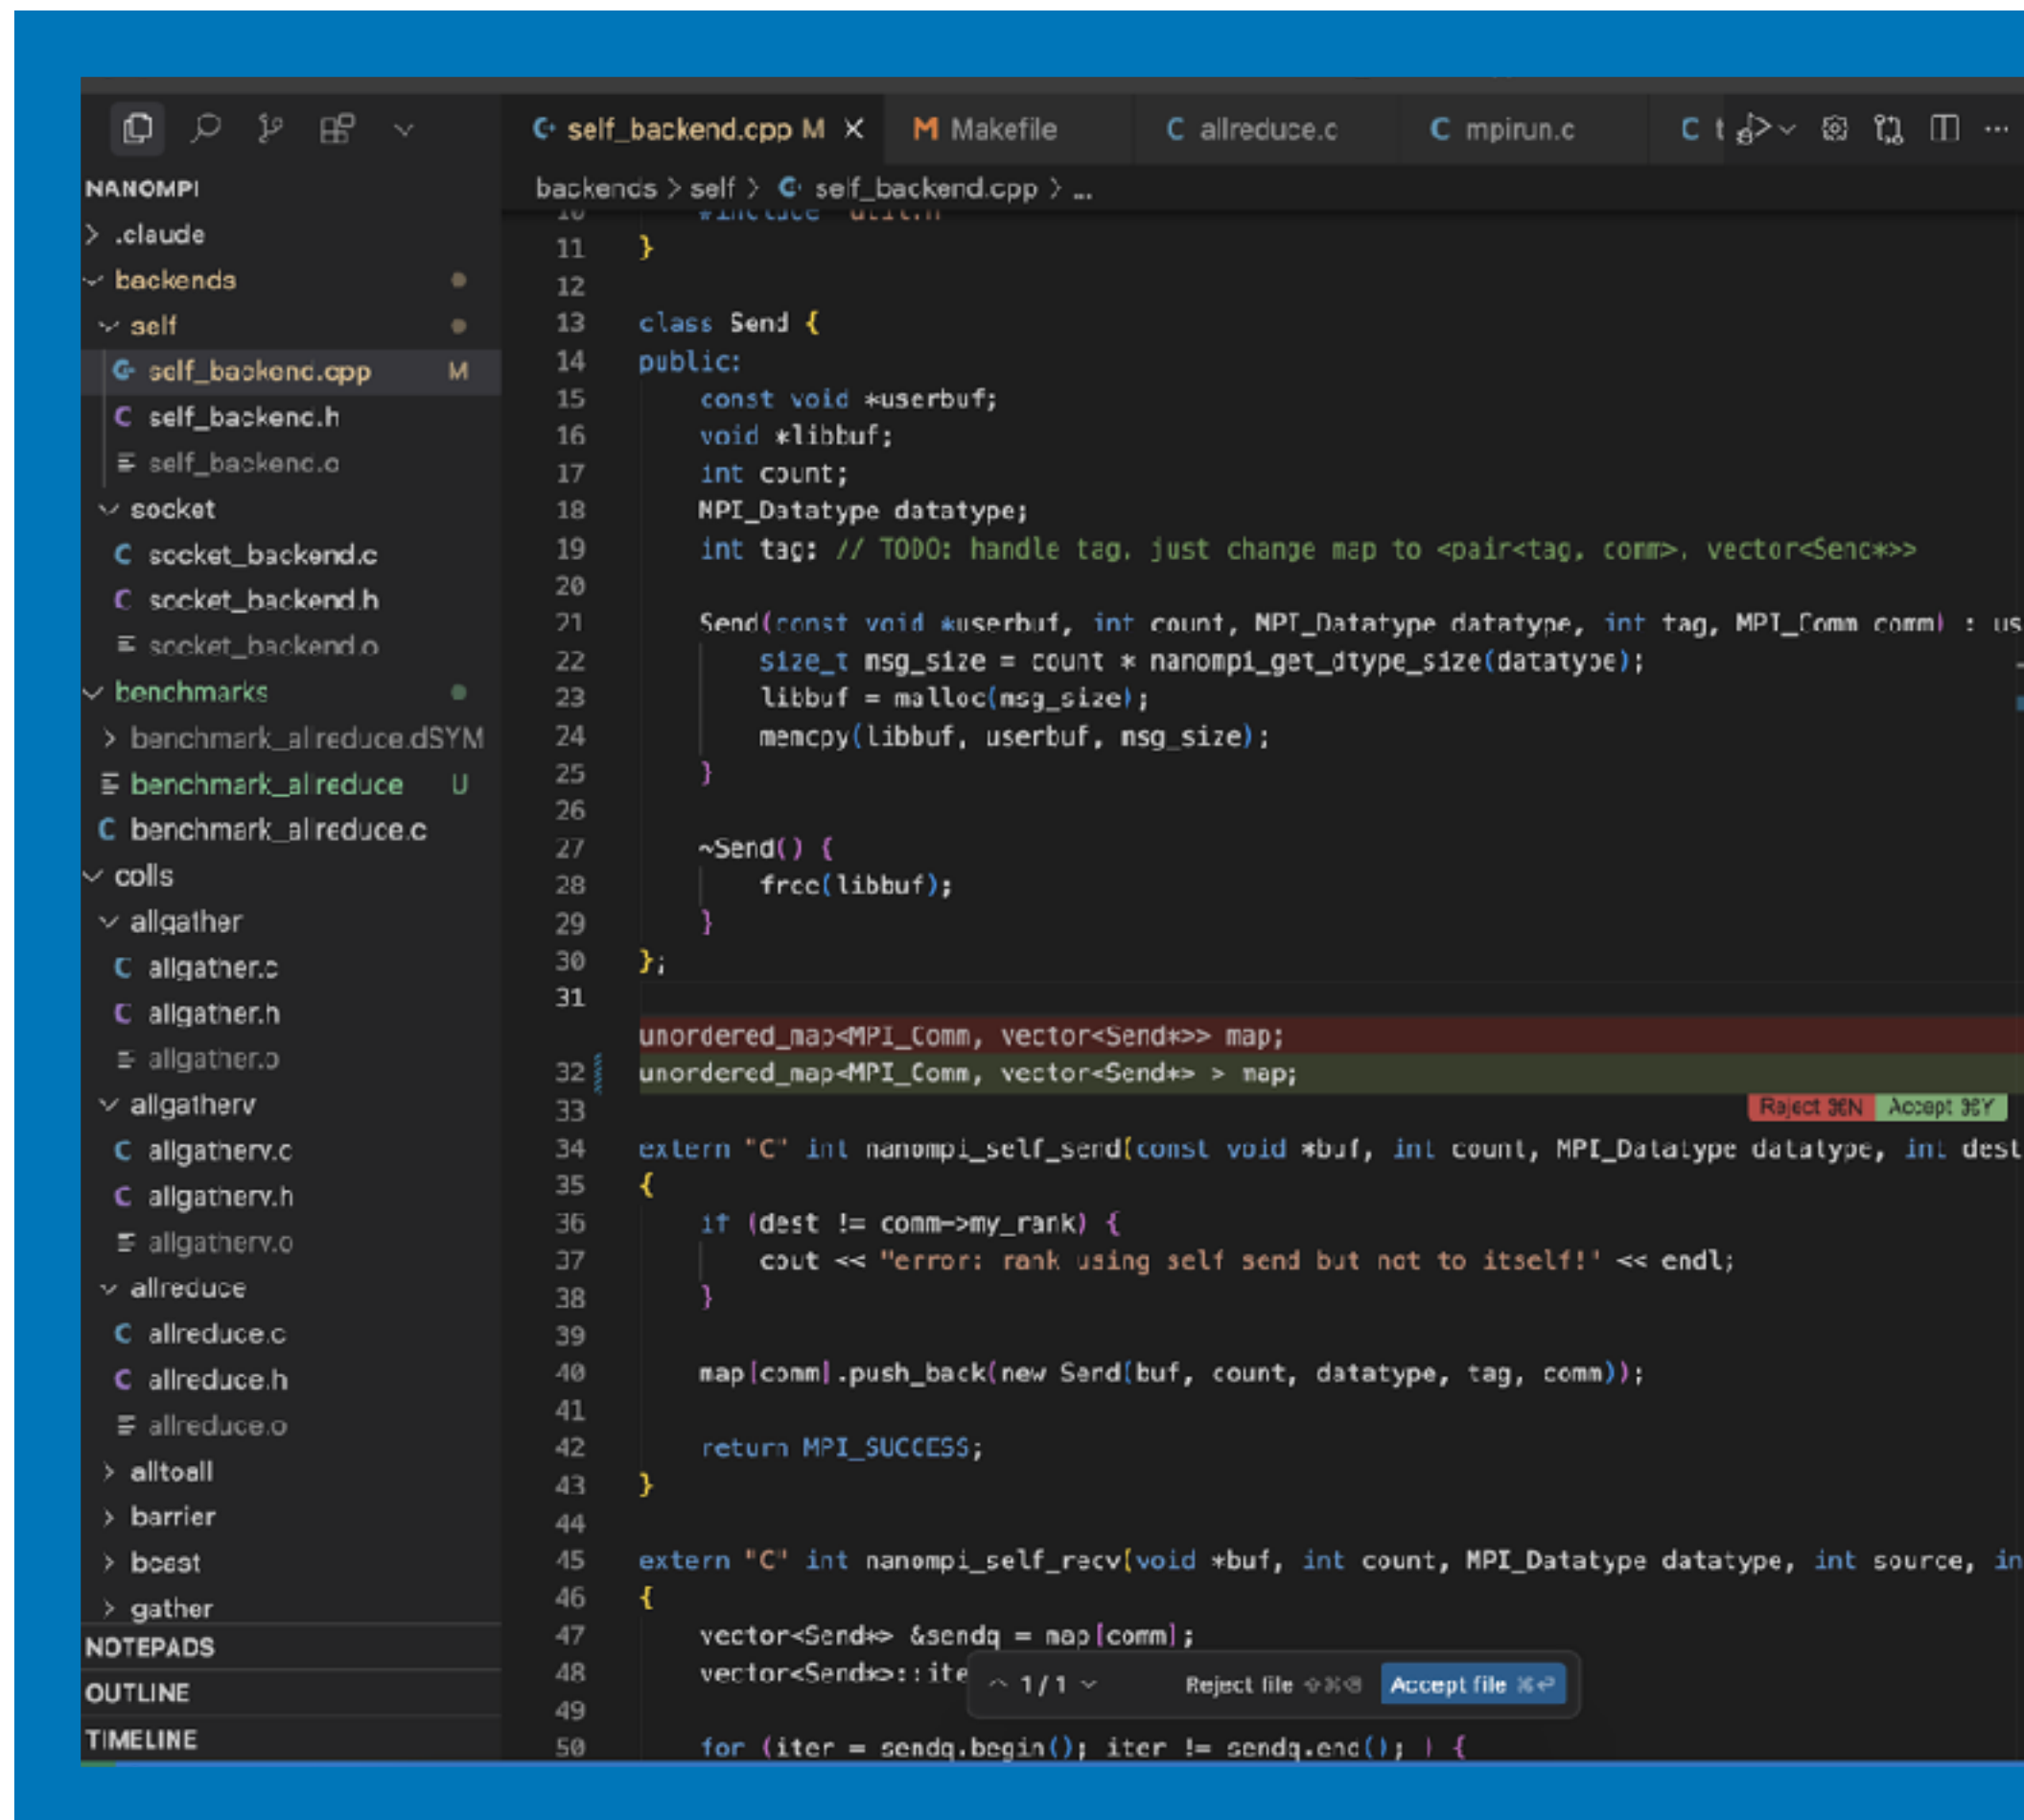 self_backend.cpp M
Makefile
allreduce.c
mpirun.c
t
NANOMPI
.claude
backends
self
self_backend.cpp M
self_backend.h
self_backend.o
socket
socket_backend.c
socket_backend.h
socket_backend.o
benchmarks
benchmark_allreduce.dSYM
benchmark_allreduce U
benchmark_allreduce.c
colls
allgather
allgather.c
allgather.h
allgather.o
allgatherv
allgatherv.c
allgatherv.h
allgatherv.o
allreduce
allreduce.c
allreduce.h
allreduce.o
alltoall
barrier
bcast
gather
NOTEPADS
OUTLINE
TIMELINE
backends > self > self_backend.cpp > ...
10 #include "util.h"
11 }
12
13 class Send {
14 public:
15 const void *userbuf;
16 void *libbuf;
17 int count;
18 MPI_Datatype datatype;
19 int tag; // TODO: handle tag, just change map to <pair<tag, comm>, vector<Send*>>
20
21 Send(const void *userbuf, int count, MPI_Datatype datatype, int tag, MPI_Comm comm) : us
22 size_t msg_size = count * nanompi_get_dtype_size(datatype);
23 libbuf = malloc(msg_size);
24 memcpy(libbuf, userbuf, msg_size);
25 }
26
27 ~Send() {
28 free(libbuf);
29 }
30 };
31
unordered_map<MPI_Comm, vector<Send*>> map;
32 unordered_map<MPI_Comm, vector<Send*> > map;
33
Reject ⌘N Accept ⌘Y
34 extern "C" int nanompi_self_send(const void *buf, int count, MPI_Datatype datatype, int dest
35 {
36 if (dest != comm->my_rank) {
37 cout << "error: rank using self send but not to itself!" << endl;
38 }
39
40 map[comm].push_back(new Send(buf, count, datatype, tag, comm));
41
42 return MPI_SUCCESS;
43 }
44
45 extern "C" int nanompi_self_recv(void *buf, int count, MPI_Datatype datatype, int source, in
46 {
47 vector<Send*> &sendq = map[comm];
48 vector<Send*>::ite
1 / 1 Reject file ⇧⌘⌫ Accept file ⌘⏎
49
50 for (iter = sendq.begin(); iter != sendq.end(); ) {